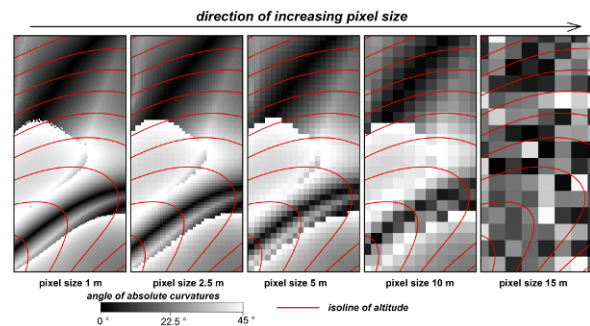 direction of increasing pixel size
pixel size 1 m
pixel size 2.5 m
pixel size 5 m
pixel size 10 m
pixel size 15 m
angle of absolute curvatures
0 °
22.5 °
45 °
isoline of altitude